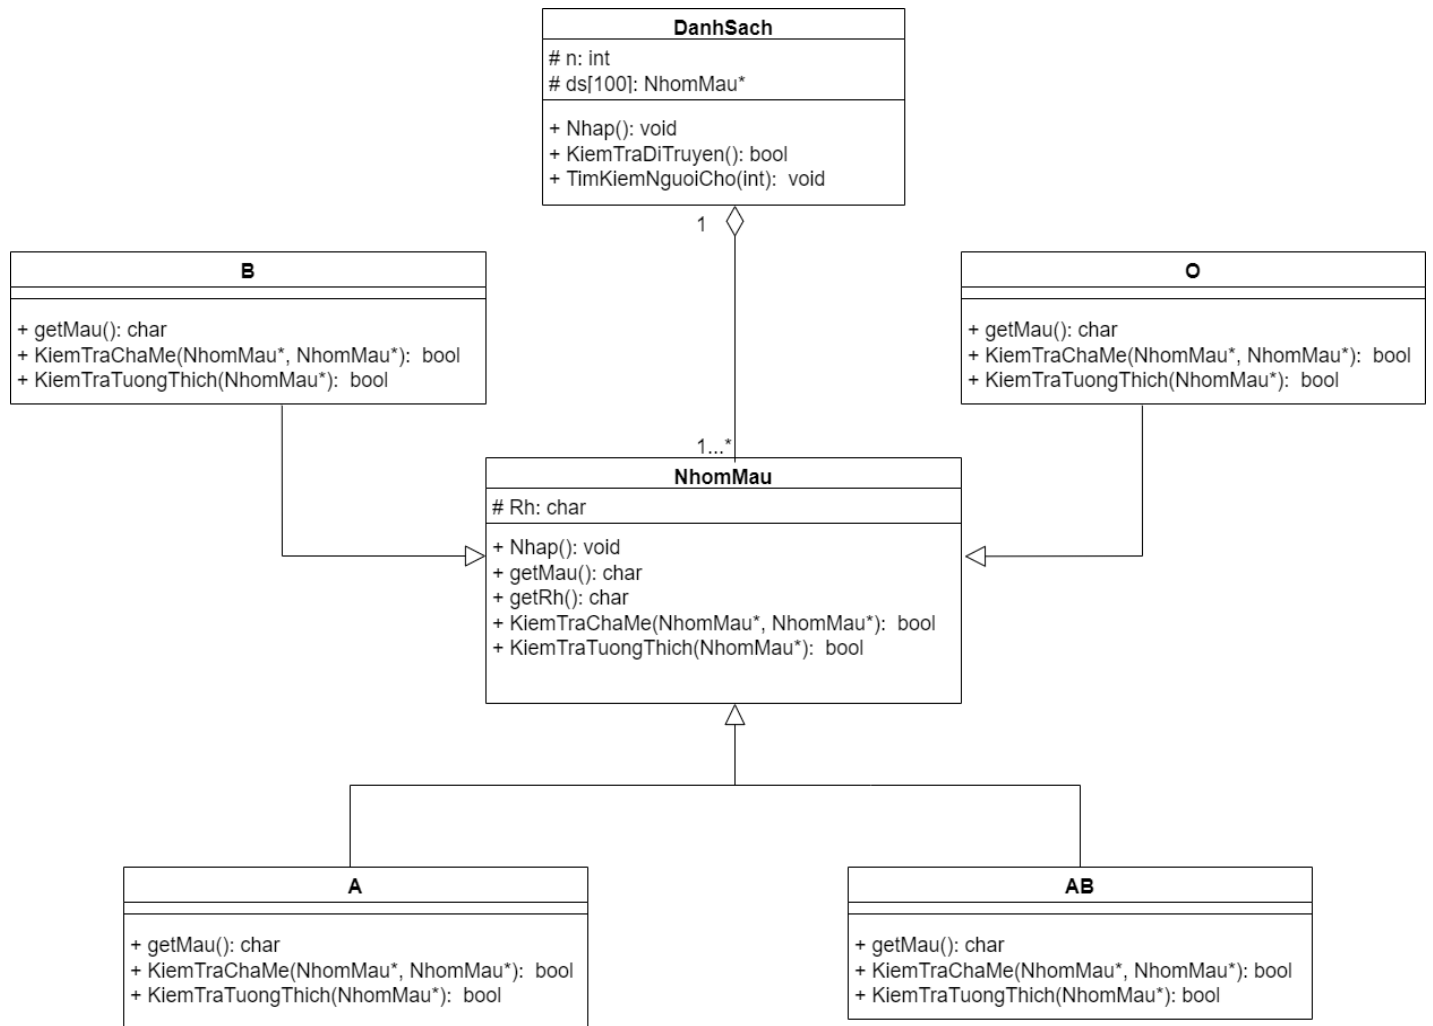 DanhSach
# n: int
# ds[100]: NhomMau*
+ Nhap(): void
+ KiemTraDiTruyen(): bool
+ TimKiemNguoiCho(int): void
1
B
+ getMau(): char
+ KiemTraChaMe(NhomMau*, NhomMau*): bool
+ KiemTraTuongThich(NhomMau*): bool
O
+ getMau(): char
+ KiemTraChaMe(NhomMau*, NhomMau*): bool
+ KiemTraTuongThich(NhomMau*): bool
1...*
NhomMau
# Rh: char
+ Nhap(): void
+ getMau(): char
+ getRh(): char
+ KiemTraChaMe(NhomMau*, NhomMau*): bool
+ KiemTraTuongThich(NhomMau*): bool
A
+ getMau(): char
+ KiemTraChaMe(NhomMau*, NhomMau*): bool
+ KiemTraTuongThich(NhomMau*): bool
AB
+ getMau(): char
+ KiemTraChaMe(NhomMau*, NhomMau*): bool
+ KiemTraTuongThich(NhomMau*): bool